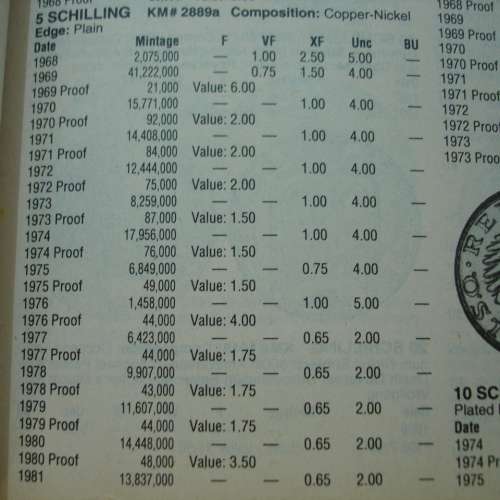 5 SCHILLING KM# 2889a Composition: Copper-Nickel
Edge: Plain
Date Mintage F VF XF Unc BU
1968 2,075,000 — 1.00 2.50 5.00 —
1969 41,222,000 — 0.75 1.50 4.00 —
1969 Proof 21,000 Value: 6.00
1970 15,771,000 — — 1.00 4.00 —
1970 Proof 92,000 Value: 2.00
1971 14,408,000 — — 1.00 4.00 —
1971 Proof 84,000 Value: 2.00
1972 12,444,000 — — 1.00 4.00 —
1972 Proof 75,000 Value: 2.00
1973 8,259,000 — — 1.00 4.00 —
1973 Proof 87,000 Value: 1.50
1974 17,956,000 — — 1.00 4.00 —
1974 Proof 76,000 Value: 1.50
1975 6,849,000 — — 0.75 4.00 —
1975 Proof 49,000 Value: 1.50
1976 1,458,000 — — 1.00 5.00 —
1976 Proof 44,000 Value: 4.00
1977 6,423,000 — — 0.65 2.00 —
1977 Proof 44,000 Value: 1.75
1978 9,907,000 — — 0.65 2.00 —
1978 Proof 43,000 Value: 1.75
1979 11,607,000 — — 0.65 2.00 —
1979 Proof 44,000 Value: 1.75
1980 14,448,000 — — 0.65 2.00 —
1980 Proof 48,000 Value: 3.50
1981 13,837,000 — — 0.65 2.00 —
1968 Proof
1969
1969 Proof
1970
1970 Proof
1971
1971 Proof
1972
1972 Proof
1973
1973 Proof
10 SC
Plated
Date
1974
1974 Pr
1975